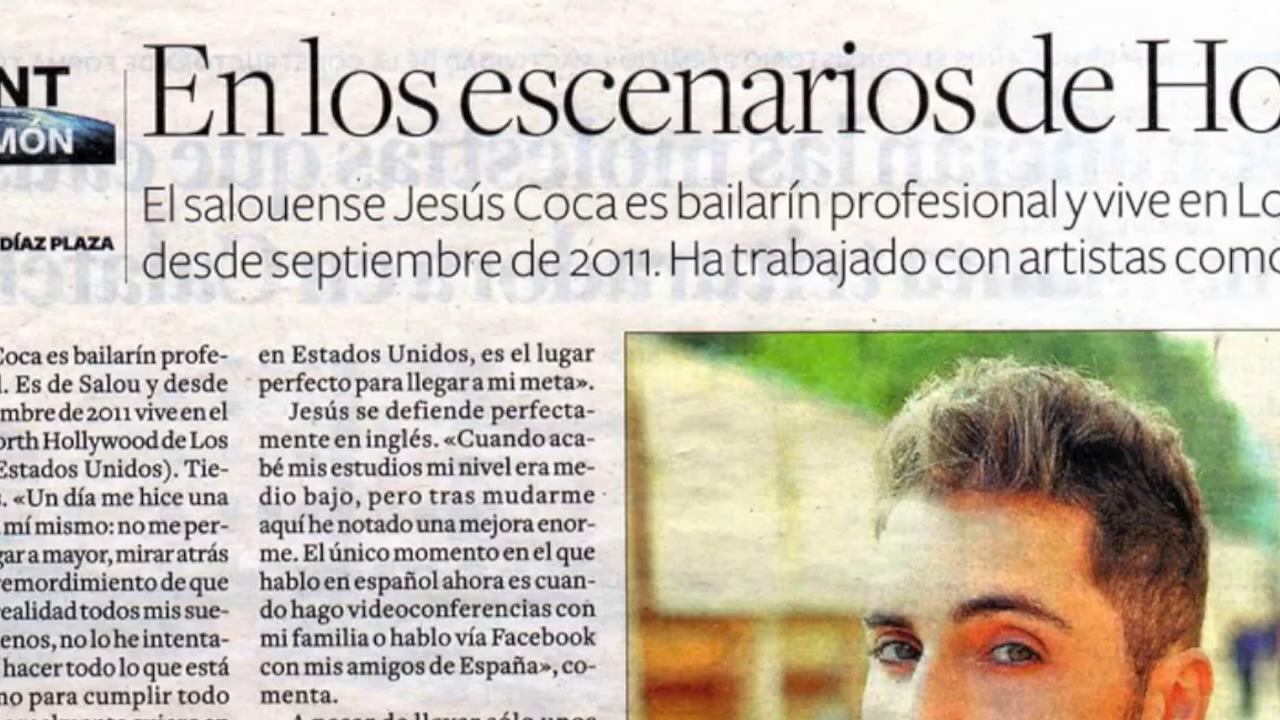 NT
MÓN
DÍAZ PLAZA
En los escenarios de Ho
El salouense Jesús Coca es bailarín profesional y vive en Lo
desde septiembre de 2011. Ha trabajado con artistas como
Coca es bailarín profe-
l. Es de Salou y desde
mbre de 2011 vive en el
orth Hollywood de Los
Estados Unidos). Tie-
s. «Un día me hice una
mí mismo: no me per-
gar a mayor, mirar atrás
remordimiento de que
realidad todos mis sue-
enos, no lo he intenta-
hacer todo lo que está
no para cumplir todo
en Estados Unidos, es el lugar
perfecto para llegar a mi meta».
Jesús se defiende perfecta-
mente en inglés. «Cuando aca-
bé mis estudios mi nivel era me-
dio bajo, pero tras mudarme
aquí he notado una mejora enor-
me. El único momento en el que
hablo en español ahora es cuan-
do hago videoconferencias con
mi familia o hablo vía Facebook
con mis amigos de España», co-
menta.
A pesar de llevar sólo unos